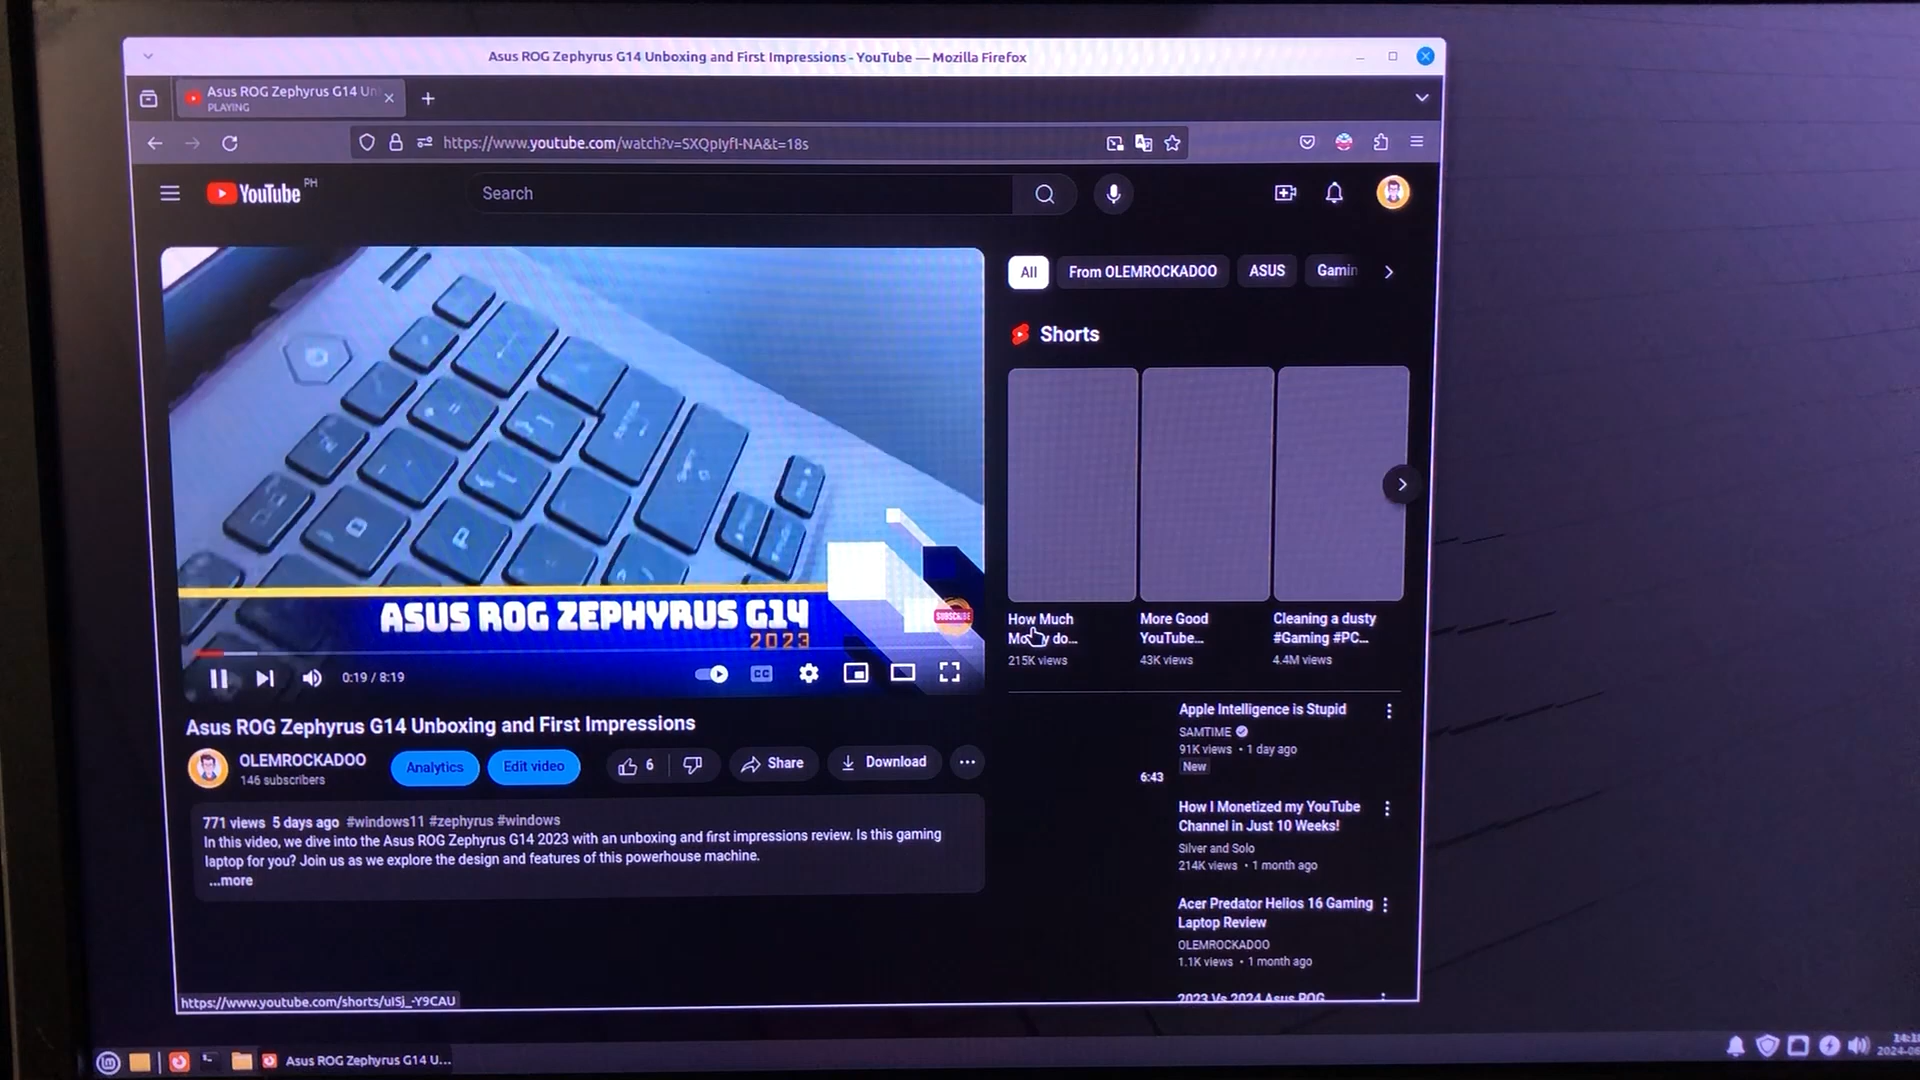 Asus ROG Zephyrus G14 Unboxing and First Impressions - YouTube — Mozilla Firefox
Asus ROG Zephyrus G14 Un
PLAYING
https://www.youtube.com/watch?v=SXQpIyfI-NA&t=18s
YouTube PH
Search
All
From OLEMROCKADOO
ASUS
Gamin
Shorts
P
ASUS ROG ZEPHYRUS G14
2023
SUBSCRIBE
0:19 / 8:19
CC
How Much
do...
215K views
More Good
YouTube...
43K views
Cleaning a dusty
#Gaming #PC...
4.4M views
Asus ROG Zephyrus G14 Unboxing and First Impressions
OLEMROCKADOO
146 subscribers
Analytics
Edit video
6
Share
Download
771 views 5 days ago #windows11 #zephyrus #windows
In this video, we dive into the Asus ROG Zephyrus G14 2023 with an unboxing and first impressions review. Is this gaming
laptop for you? Join us as we explore the design and features of this powerhouse machine.
...more
Apple Intelligence is Stupid
SAMTIME
91K views • 1 day ago
New
6:43
How I Monetized my YouTube
Channel in Just 10 Weeks!
Silver and Solo
214K views • 1 month ago
Acer Predator Helios 16 Gaming
Laptop Review
OLEMROCKADOO
1.1K views • 1 month ago
2023 Vs 2024 Asus ROG
https://www.youtube.com/shorts/uISj_-Y9CAU
Asus ROG Zephyrus G14 U...